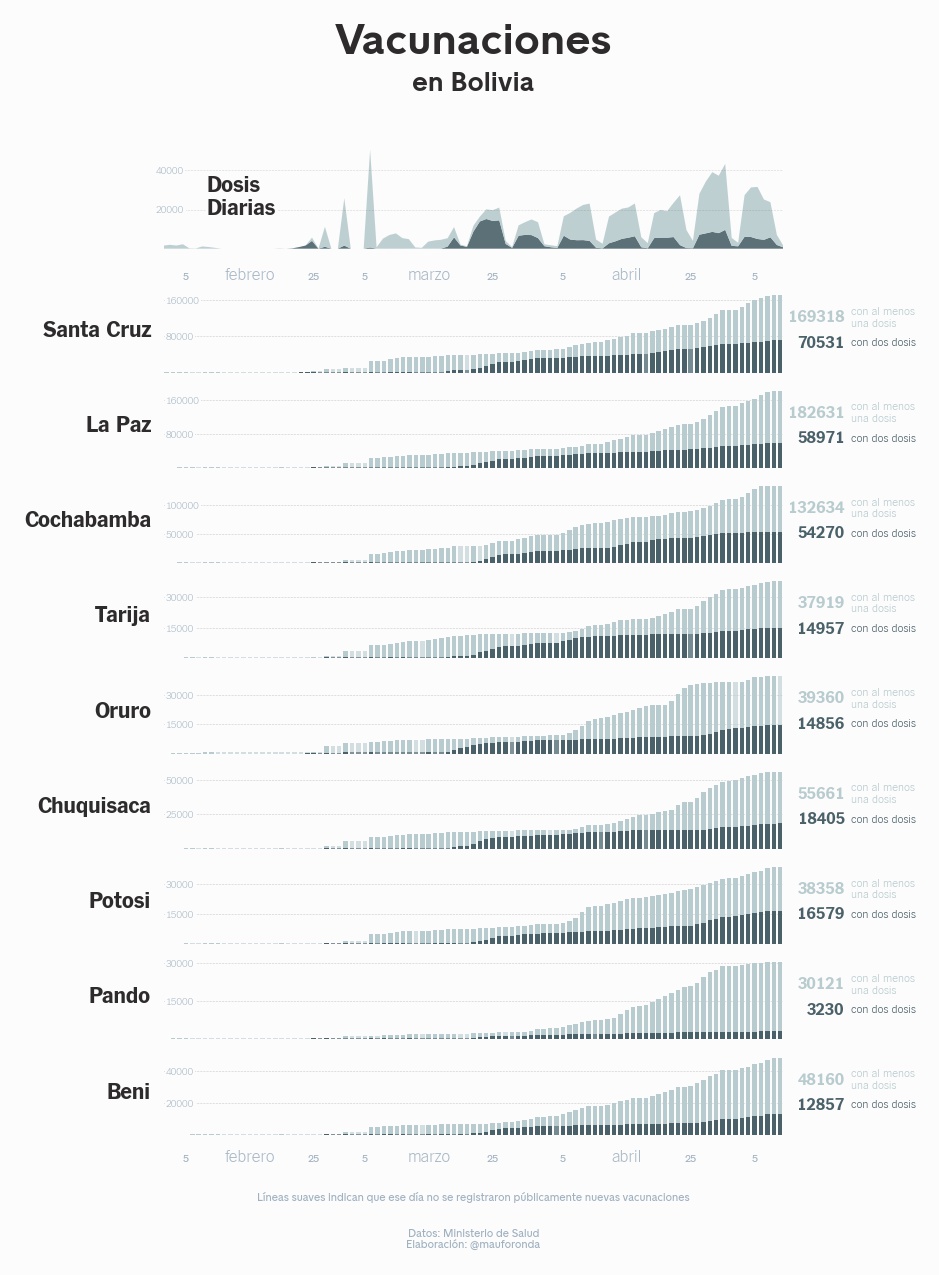 Vacunaciones
en Bolivia
40000
Dosis
Diarias
20000
5 febrero 25 5 marzo 25 5 abril 25 5
160000
Santa Cruz
80000
169318 con al menos
una dosis
70531 con dos dosis
160000
La Paz
80000
182631 con al menos
una dosis
58971 con dos dosis
100000
Cochabamba
50000
132634 con al menos
una dosis
54270 con dos dosis
30000
Tarija
15000
37919 con al menos
una dosis
14957 con dos dosis
30000
Oruro
15000
39360 con al menos
una dosis
14856 con dos dosis
50000
Chuquisaca
25000
55661 con al menos
una dosis
18405 con dos dosis
30000
Potosi
15000
38358 con al menos
una dosis
16579 con dos dosis
30000
Pando
15000
30121 con al menos
una dosis
3230 con dos dosis
40000
Beni
20000
48160 con al menos
una dosis
12857 con dos dosis
5 febrero 25 5 marzo 25 5 abril 25 5
Líneas suaves indican que ese día no se registraron públicamente nuevas vacunaciones
Datos: Ministerio de Salud
Elaboración: @mauforonda